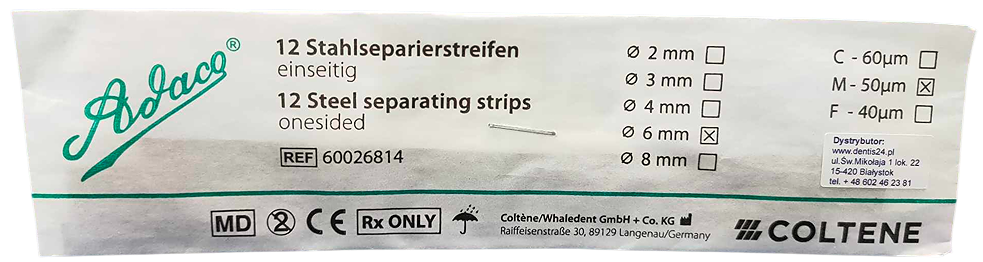 Adaco®
12 Stahlseparierstreifen
einseitig
12 Steel separating strips
onesided
REF 60026814
Ø 2 mm
Ø 3 mm
Ø 4 mm
Ø 6 mm
Ø 8 mm
C - 60µm
M - 50µm
F - 40µm
Dystrybutor:
www.dentis24.pl
ul.Św.Mikołaja 1 lok. 22
15-420 Białystok
tel. + 48 602 46 23 81
MD 2 CE Rx ONLY
Coltène/Whaledent GmbH + Co. KG
Raiffeisenstraße 30, 89129 Langenau/Germany
COLTENE